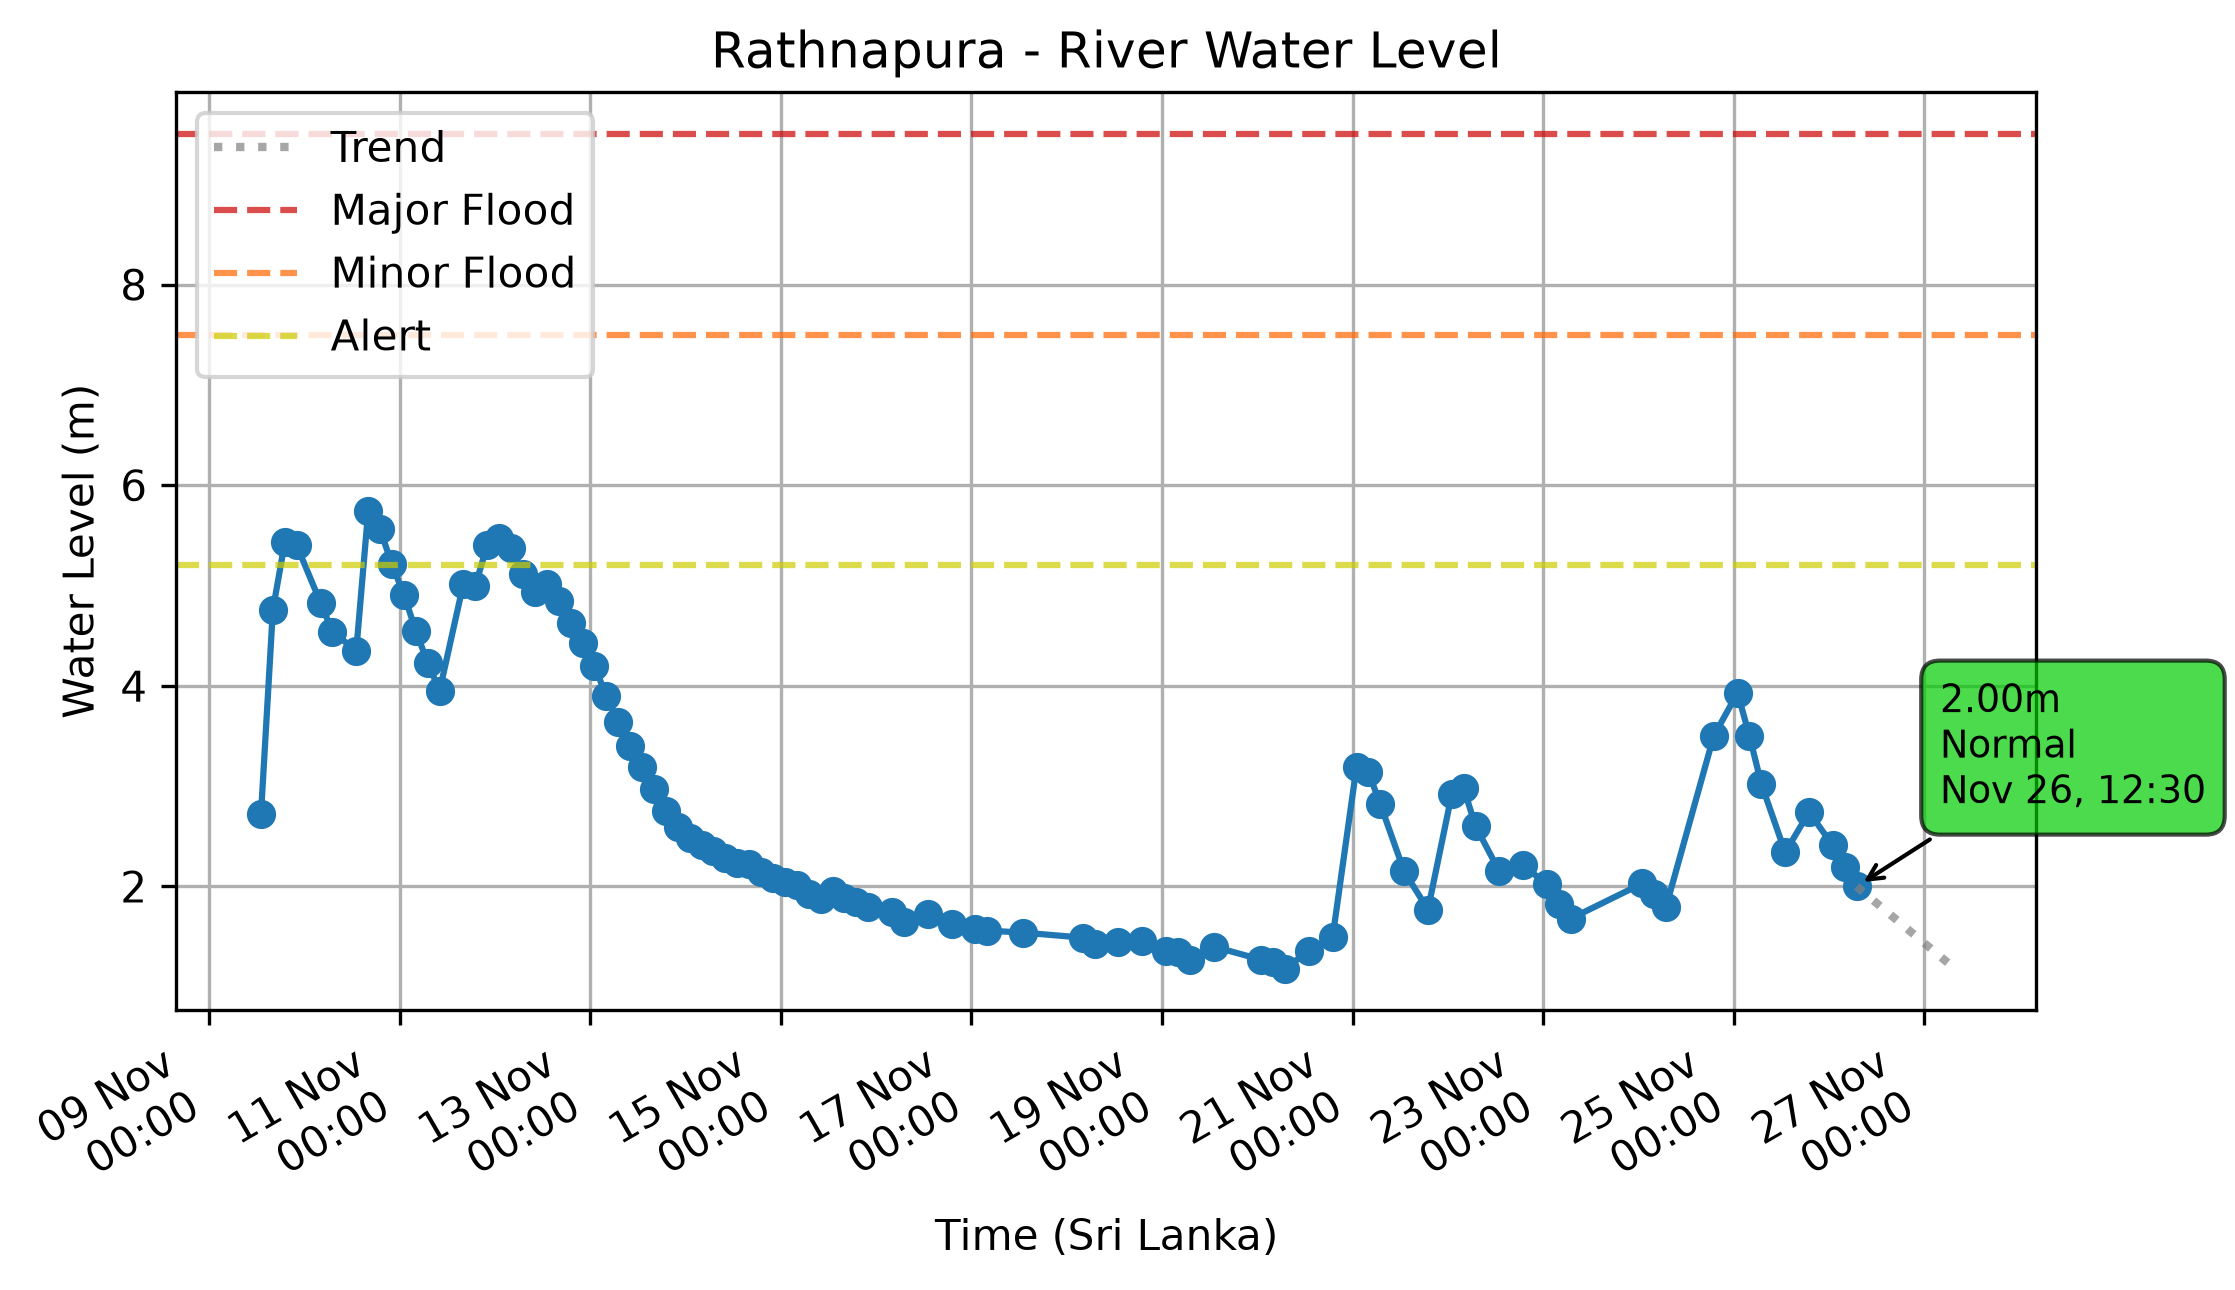 Rathnapura - River Water Level
Trend
Major Flood
Minor Flood
Alert
Water Level (m)
8
6
4
2
2.00m
Normal
Nov 26, 12:30
09 Nov
00:00
11 Nov
00:00
13 Nov
00:00
15 Nov
00:00
17 Nov
00:00
19 Nov
00:00
21 Nov
00:00
23 Nov
00:00
25 Nov
00:00
27 Nov
00:00
Time (Sri Lanka)